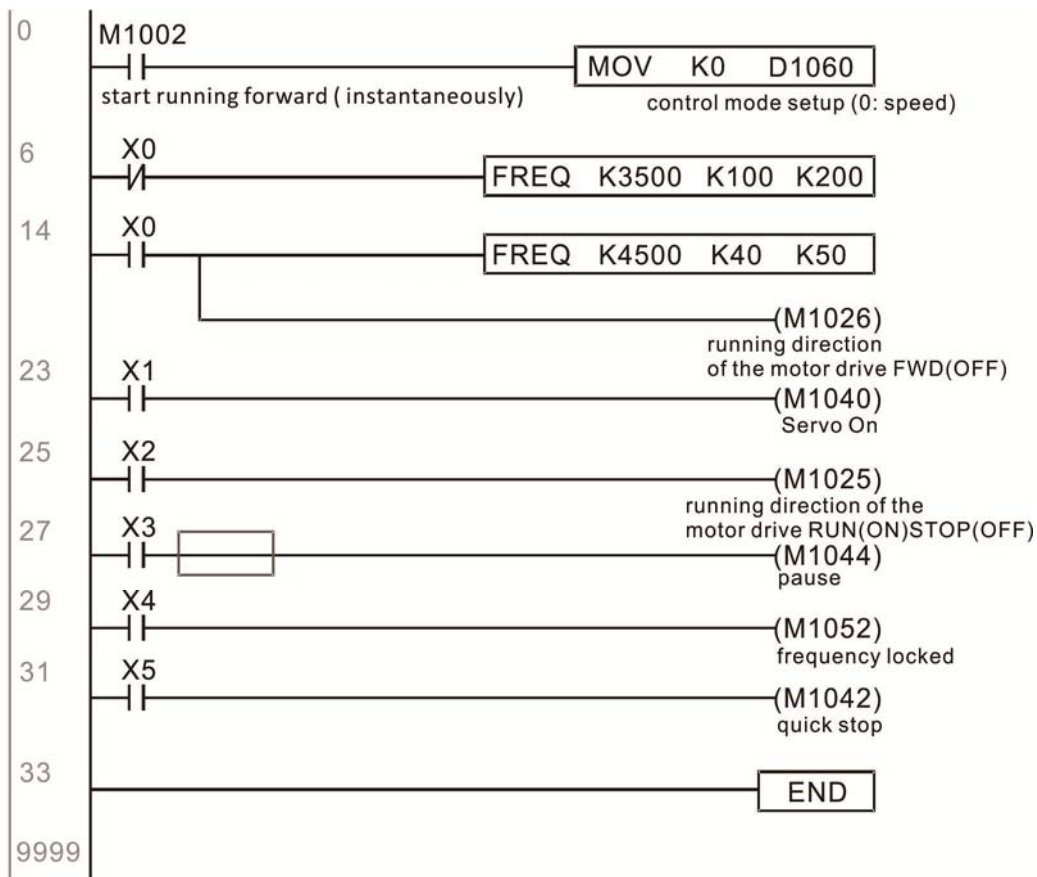 0
M1002
MOV K0 D1060
start running forward ( instantaneously)
control mode setup (0: speed)
6
X0
FREQ K3500 K100 K200
14
X0
FREQ K4500 K40 K50
(M1026)
running direction
of the motor drive FWD(OFF)
23
X1
(M1040)
Servo On
25
X2
(M1025)
running direction of the
motor drive RUN(ON)STOP(OFF)
27
X3
(M1044)
pause
29
X4
(M1052)
frequency locked
31
X5
(M1042)
quick stop
33
END
9999